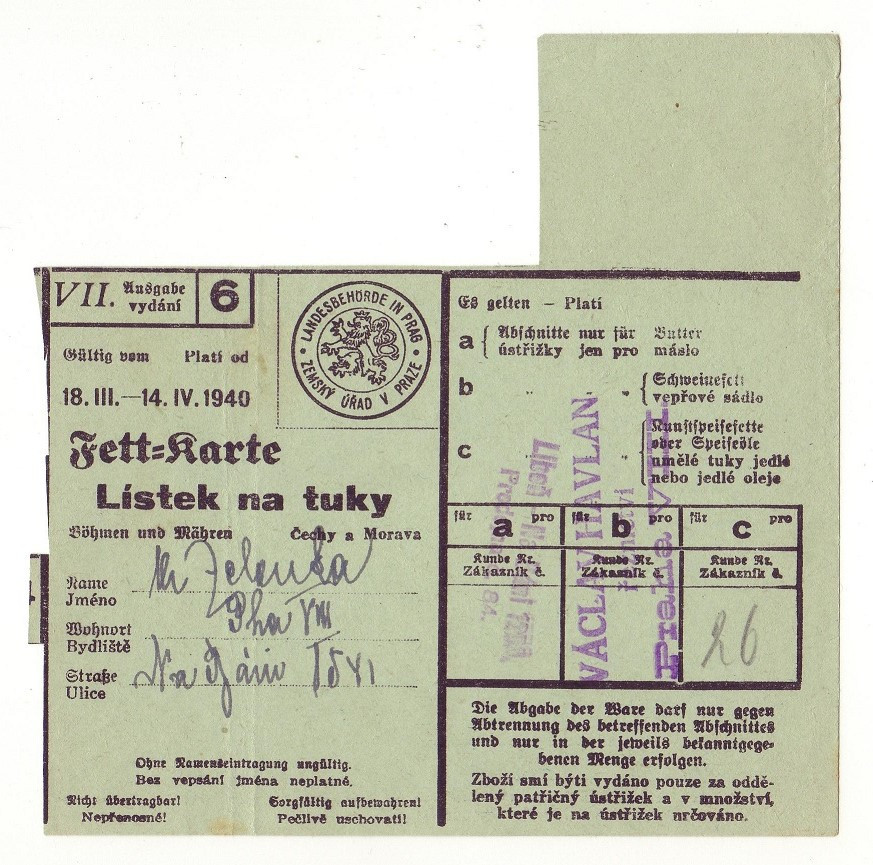 VII. Ausgabe vydání 6
LANDESBEHÖRDE IN PRAG
ZEMSKÝ ÚŘAD V PRAZE
Gültig vom Platí od
18. III.—14. IV. 1940
Fett=Karte
Lístek na tuky
Böhmen und Mähren Čechy a Morava
Name
Jméno
Wohnort
Bydliště
Pha VIII
Straße
Ulice
Na
Ohne Namenseintragung ungültig.
Bez vepsání jména neplatné.
Nicht übertragbar! Sorgfältig aufbewahren!
Nepřenosné! Pečlivě uschovati!
Es gelten — Platí
a { Abschnitte nur für Butter
ústřižky jen pro máslo
b „ „ { Schweinefett
vepřové sádlo
c „ { Kunstspeisefette
oder Speiseöle
umělé tuky jedlé
nebo jedlé oleje
für a pro für b pro für c pro
Kunde Nr. Kunde Nr. Kunde Nr.
Zákazník č. Zákazník č. Zákazník č.
26
VÁCLAV HAVLAN
Die Abgabe der Ware darf nur gegen
Abtrennung des betreffenden Abschnittes
und nur in der jeweils bekanntgege-
benen Menge erfolgen.
Zboží smí býti vydáno pouze za oddě-
lený patřičný ústřižek a v množství,
které je na ústřižek určováno.